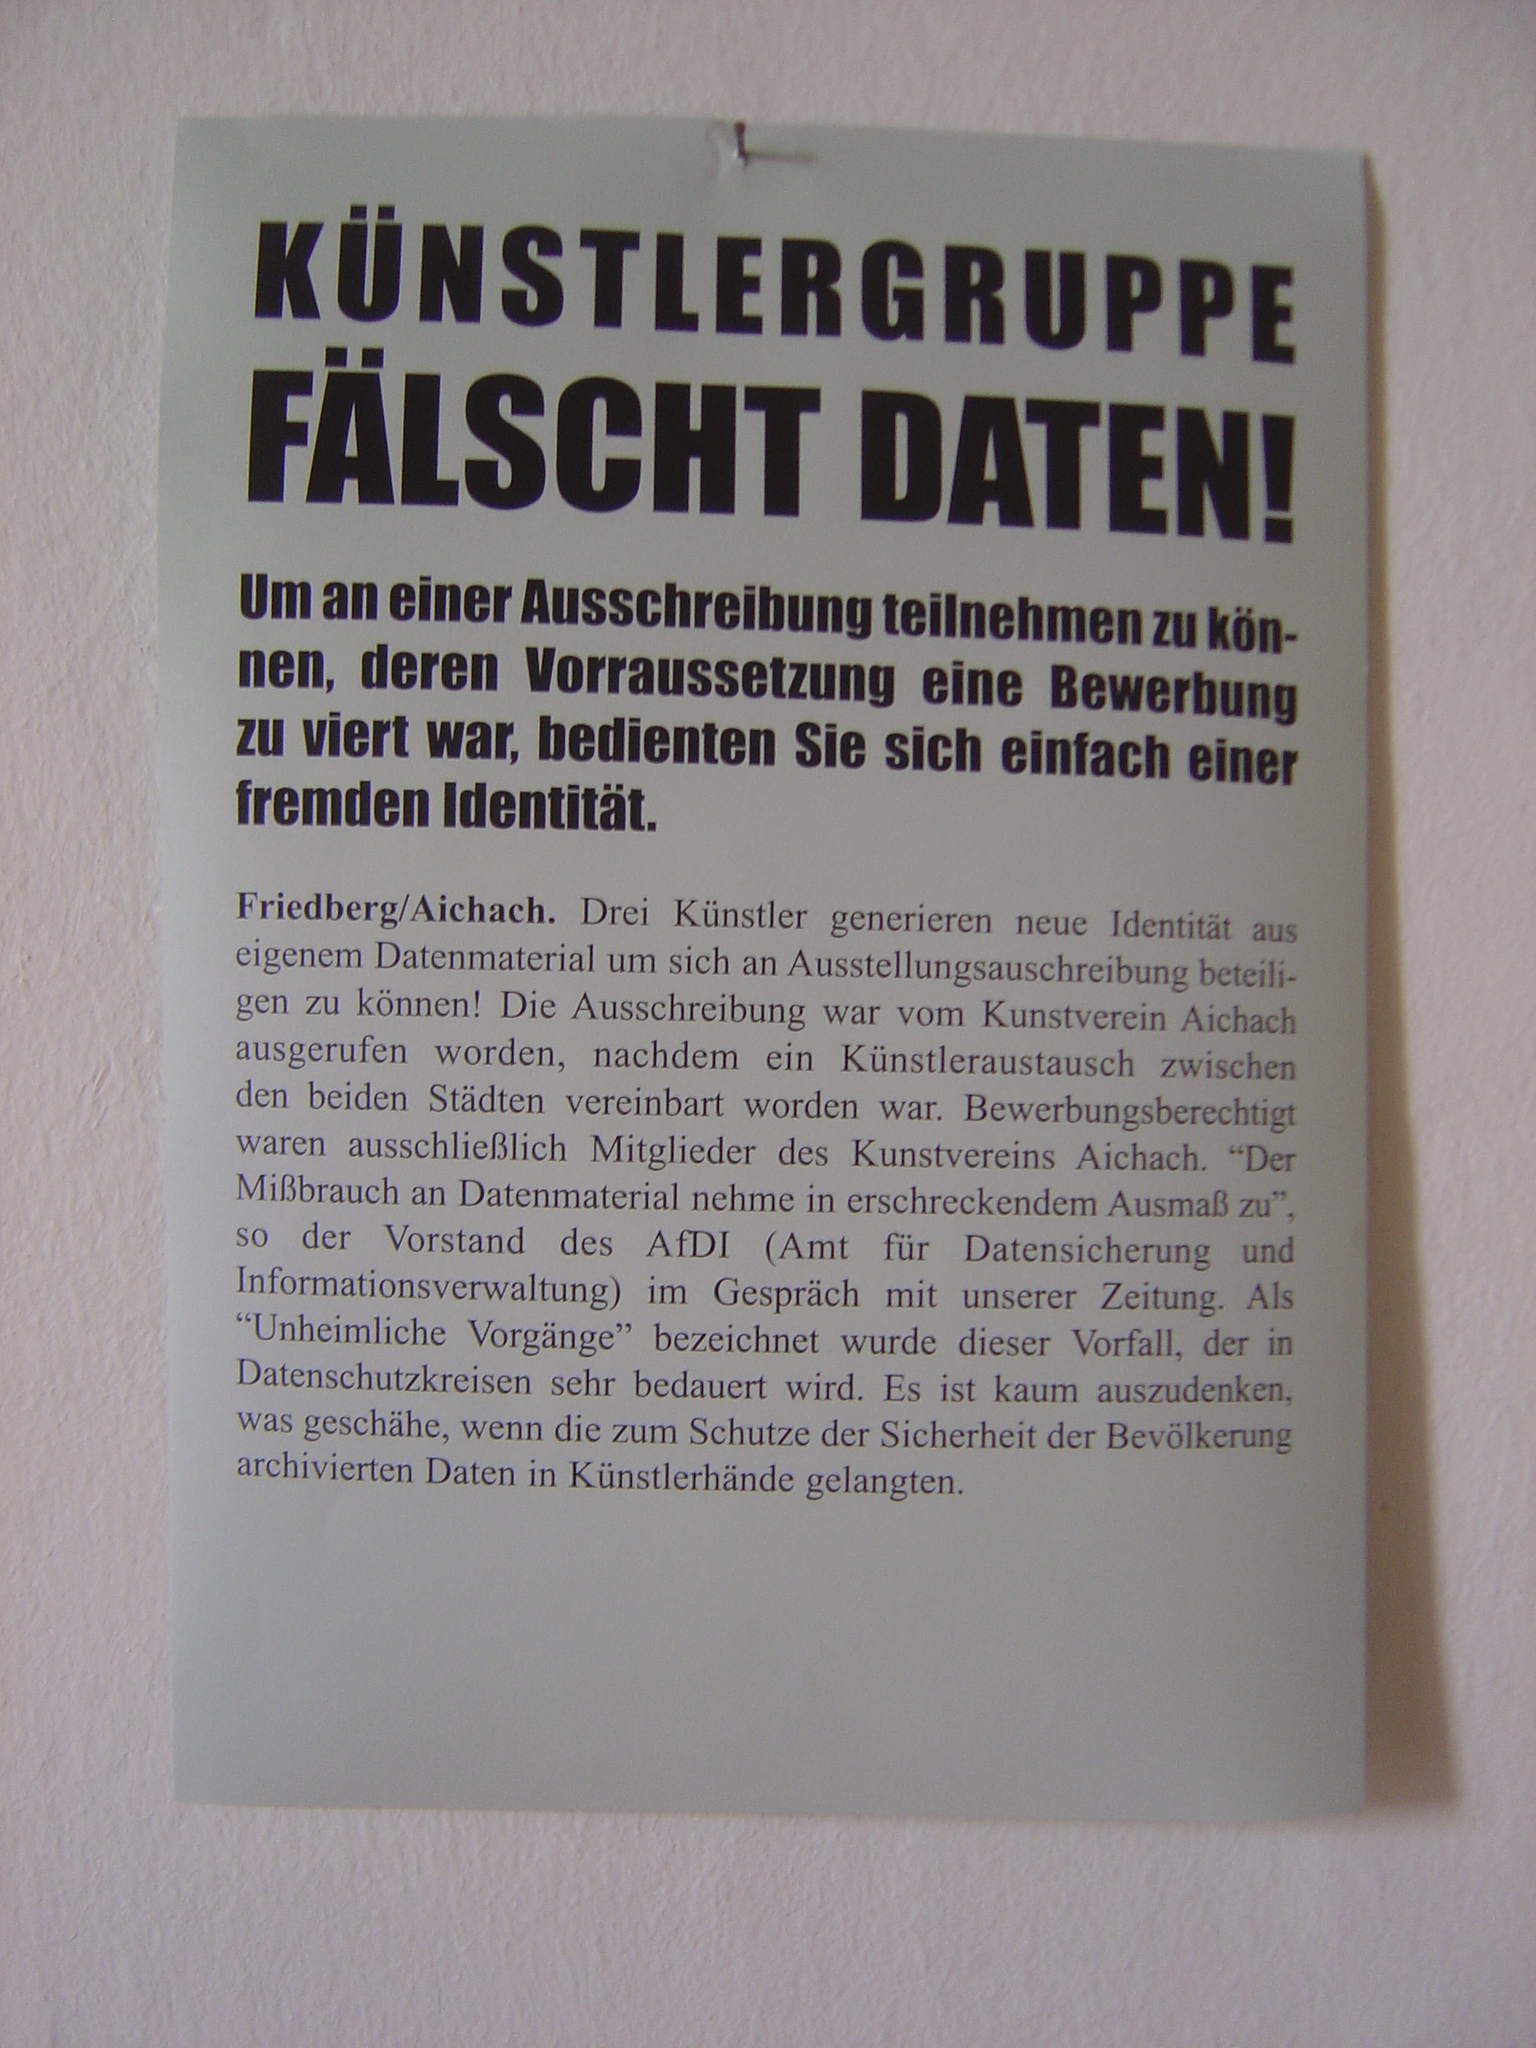 KÜNSTLERGRUPPE
FÄLSCHT DATEN!
Um an einer Ausschreibung teilnehmen zu kön-
nen, deren Vorraussetzung eine Bewerbung
zu viert war, bedienten Sie sich einfach einer
fremden Identität.
Friedberg/Aichach. Drei Künstler generieren neue Identität aus
eigenem Datenmaterial um sich an Ausstellungsauschreibung beteili-
gen zu können! Die Ausschreibung war vom Kunstverein Aichach
ausgerufen worden, nachdem ein Künstleraustausch zwischen
den beiden Städten vereinbart worden war. Bewerbungsberechtigt
waren ausschließlich Mitglieder des Kunstvereins Aichach. “Der
Mißbrauch an Datenmaterial nehme in erschreckendem Ausmaß zu”,
so der Vorstand des AfDI (Amt für Datensicherung und
Informationsverwaltung) im Gespräch mit unserer Zeitung. Als
“Unheimliche Vorgänge” bezeichnet wurde dieser Vorfall, der in
Datenschutzkreisen sehr bedauert wird. Es ist kaum auszudenken,
was geschähe, wenn die zum Schutze der Sicherheit der Bevölkerung
archivierten Daten in Künstlerhände gelangten.